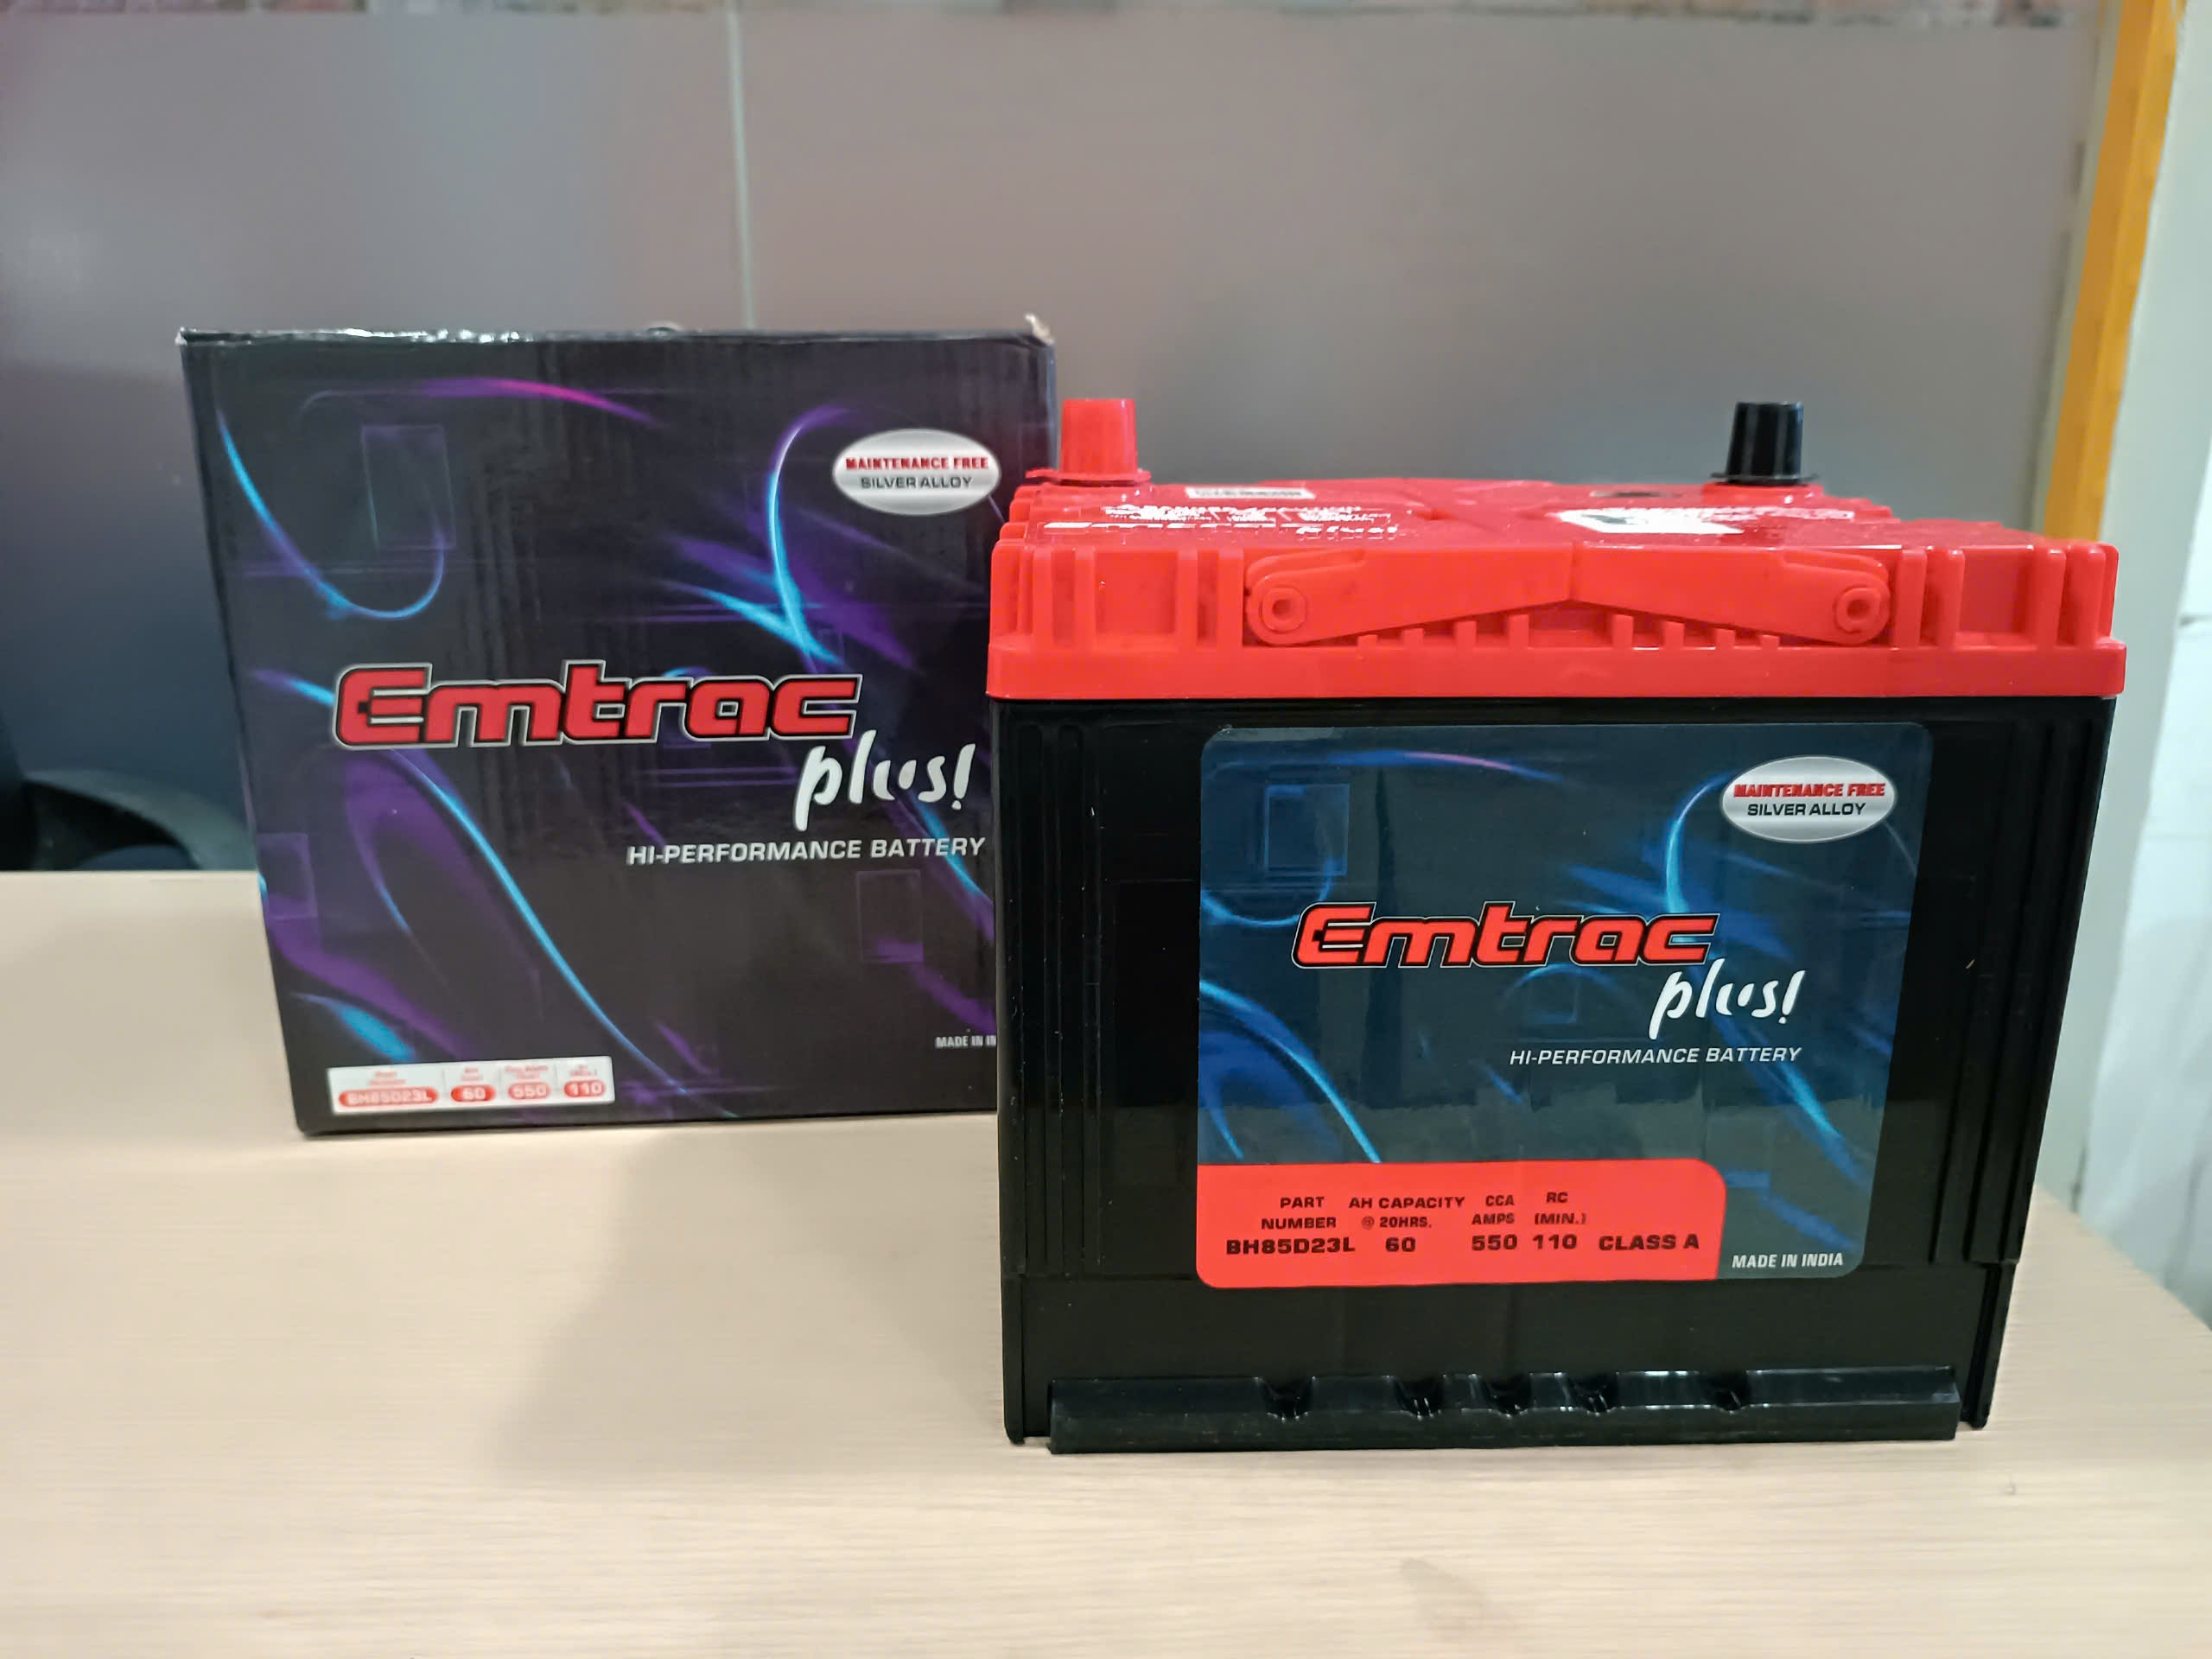 MAINTENANCE FREE
SILVER ALLOY
Emtrac
plus!
HI-PERFORMANCE BATTERY
MADE IN
BH85D23L 60 550 110
MAINTENANCE FREE
SILVER ALLOY
Emtrac
plus!
HI-PERFORMANCE BATTERY
PART AH CAPACITY CCA RC
NUMBER @ 20HRS. AMPS (MIN.)
BH85D23L 60 550 110 CLASS A
MADE IN INDIA